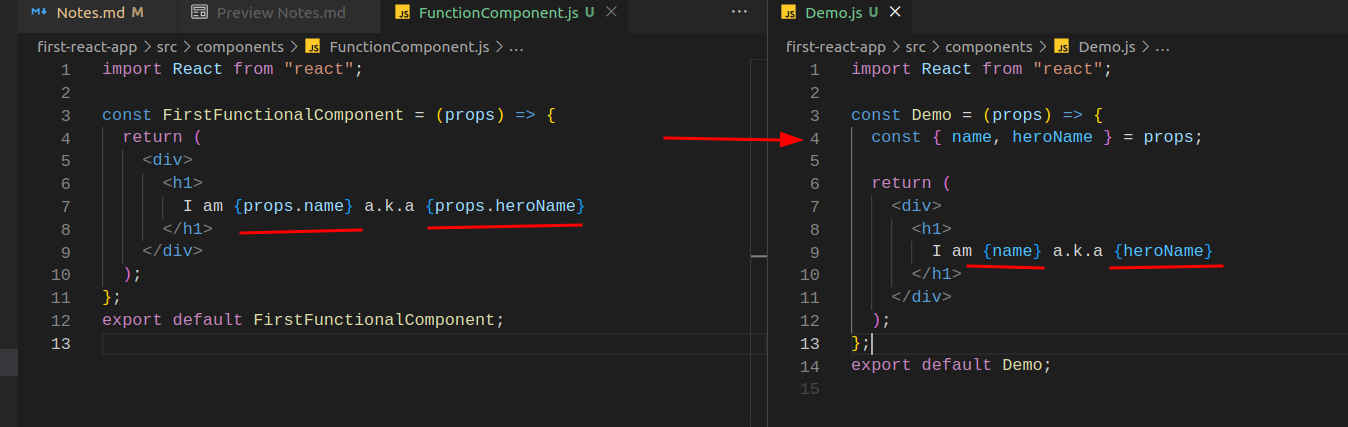 Notes.md M
Preview Notes.md
JS FunctionComponent.js U
first-react-app > src > components > JS FunctionComponent.js > ...
1 import React from "react";
2
3 const FirstFunctionalComponent = (props) => {
4 return (
5 <div>
6 <h1>
7 I am {props.name} a.k.a {props.heroName}
8 </h1>
9 </div>
10 );
11 };
12 export default FirstFunctionalComponent;
13
JS Demo.js U
first-react-app > src > components > JS Demo.js > ...
1 import React from "react";
2
3 const Demo = (props) => {
4 const { name, heroName } = props;
5
6 return (
7 <div>
8 <h1>
9 I am {name} a.k.a {heroName}
10 </h1>
11 </div>
12 );
13 };
14 export default Demo;
15